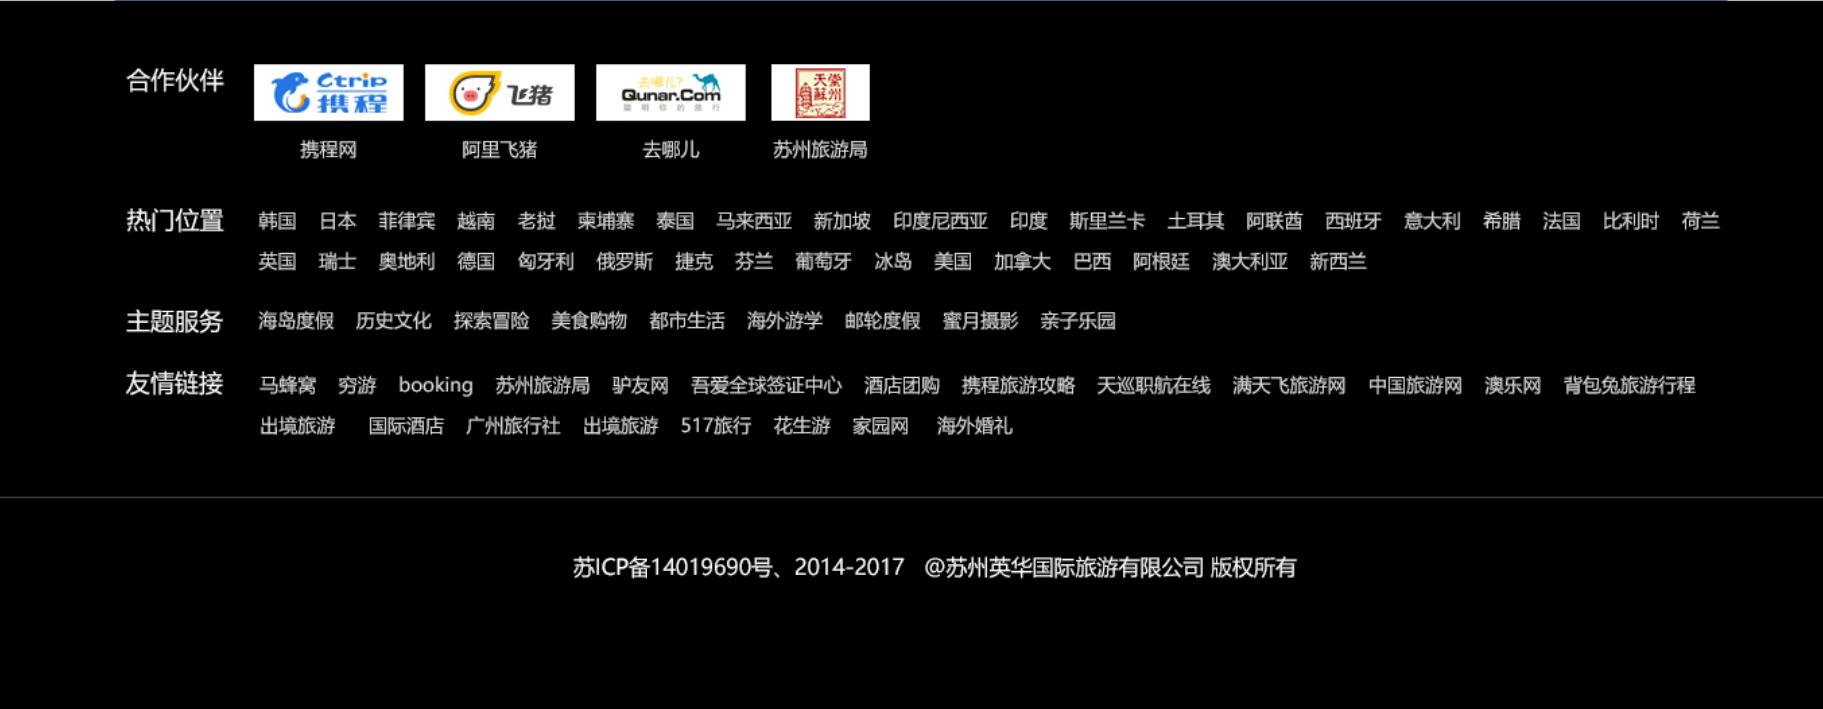 合作伙伴
Ctrip
携程
飞猪
去哪儿?
Qunar.Com
聪明你的旅行
天堂
苏州
携程网 阿里飞猪 去哪儿 苏州旅游局
热门位置 韩国 日本 菲律宾 越南 老挝 柬埔寨 泰国 马来西亚 新加坡 印度尼西亚 印度 斯里兰卡 土耳其 阿联酋 西班牙 意大利 希腊 法国 比利时 荷兰
英国 瑞士 奥地利 德国 匈牙利 俄罗斯 捷克 芬兰 葡萄牙 冰岛 美国 加拿大 巴西 阿根廷 澳大利亚 新西兰
主题服务 海岛度假 历史文化 探索冒险 美食购物 都市生活 海外游学 邮轮度假 蜜月摄影 亲子乐园
友情链接 马蜂窝 穷游 booking 苏州旅游局 驴友网 吾爱全球签证中心 酒店团购 携程旅游攻略 天巡职航在线 满天飞旅游网 中国旅游网 澳乐网 背包兔旅游行程
出境旅游 国际酒店 广州旅行社 出境旅游 517旅行 花生游 家园网 海外婚礼
苏ICP备14019690号、2014-2017 @苏州英华国际旅游有限公司 版权所有